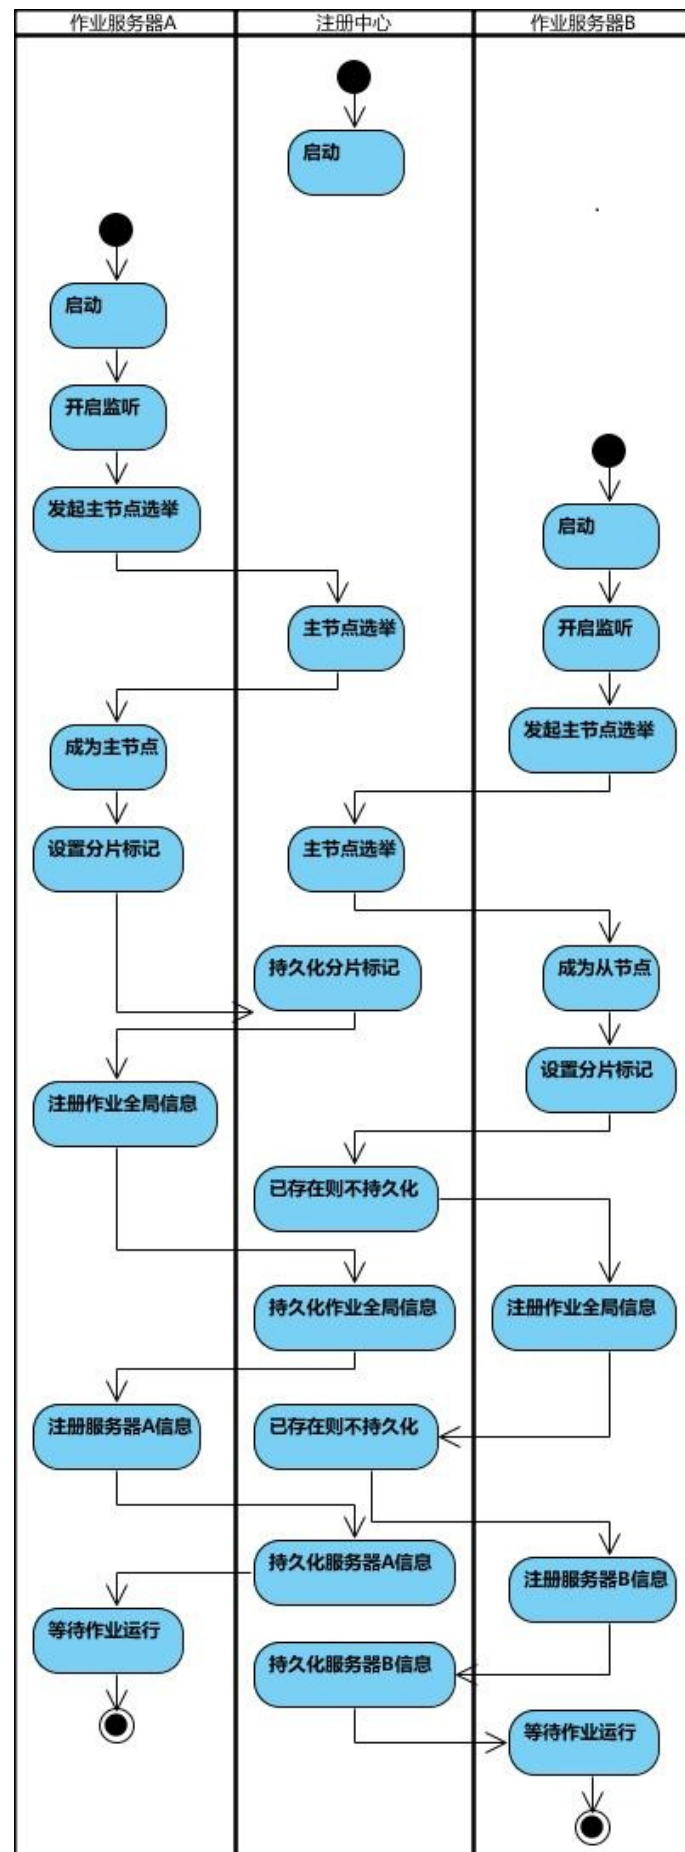 作业服务器A
注册中心
作业服务器B
启动
启动
开启监听
发起主节点选举
启动
主节点选举
开启监听
发起主节点选举
成为主节点
设置分片标记
主节点选举
持久化分片标记
成为从节点
设置分片标记
注册作业全局信息
已存在则不持久化
持久化作业全局信息
注册作业全局信息
注册服务器A信息
已存在则不持久化
持久化服务器A信息
注册服务器B信息
等待作业运行
持久化服务器B信息
等待作业运行